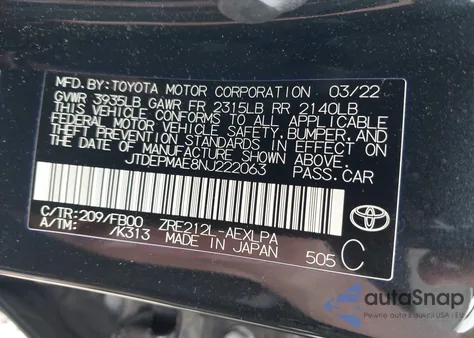 MFD.BY:TOYOTA MOTOR CORPORATION 03/22
GVWR 3935LB GAWR FR 2315LB RR 2140LB
THIS VEHICLE CONFORMS TO ALL APPLICABLE
FEDERAL MOTOR VEHICLE SAFETY, BUMPER, AND
THEFT PREVENTION STANDARDS IN EFFECT ON
THE DATE OF MANUFACTURE SHOWN ABOVE.
JTDEPMAE8NJ222063 PASS.CAR
C/TR:209/FB00 ZRE212L-AEXLPA
A/TM: /K313 MADE IN JAPAN 505 C
TOYOTA
autaSnap